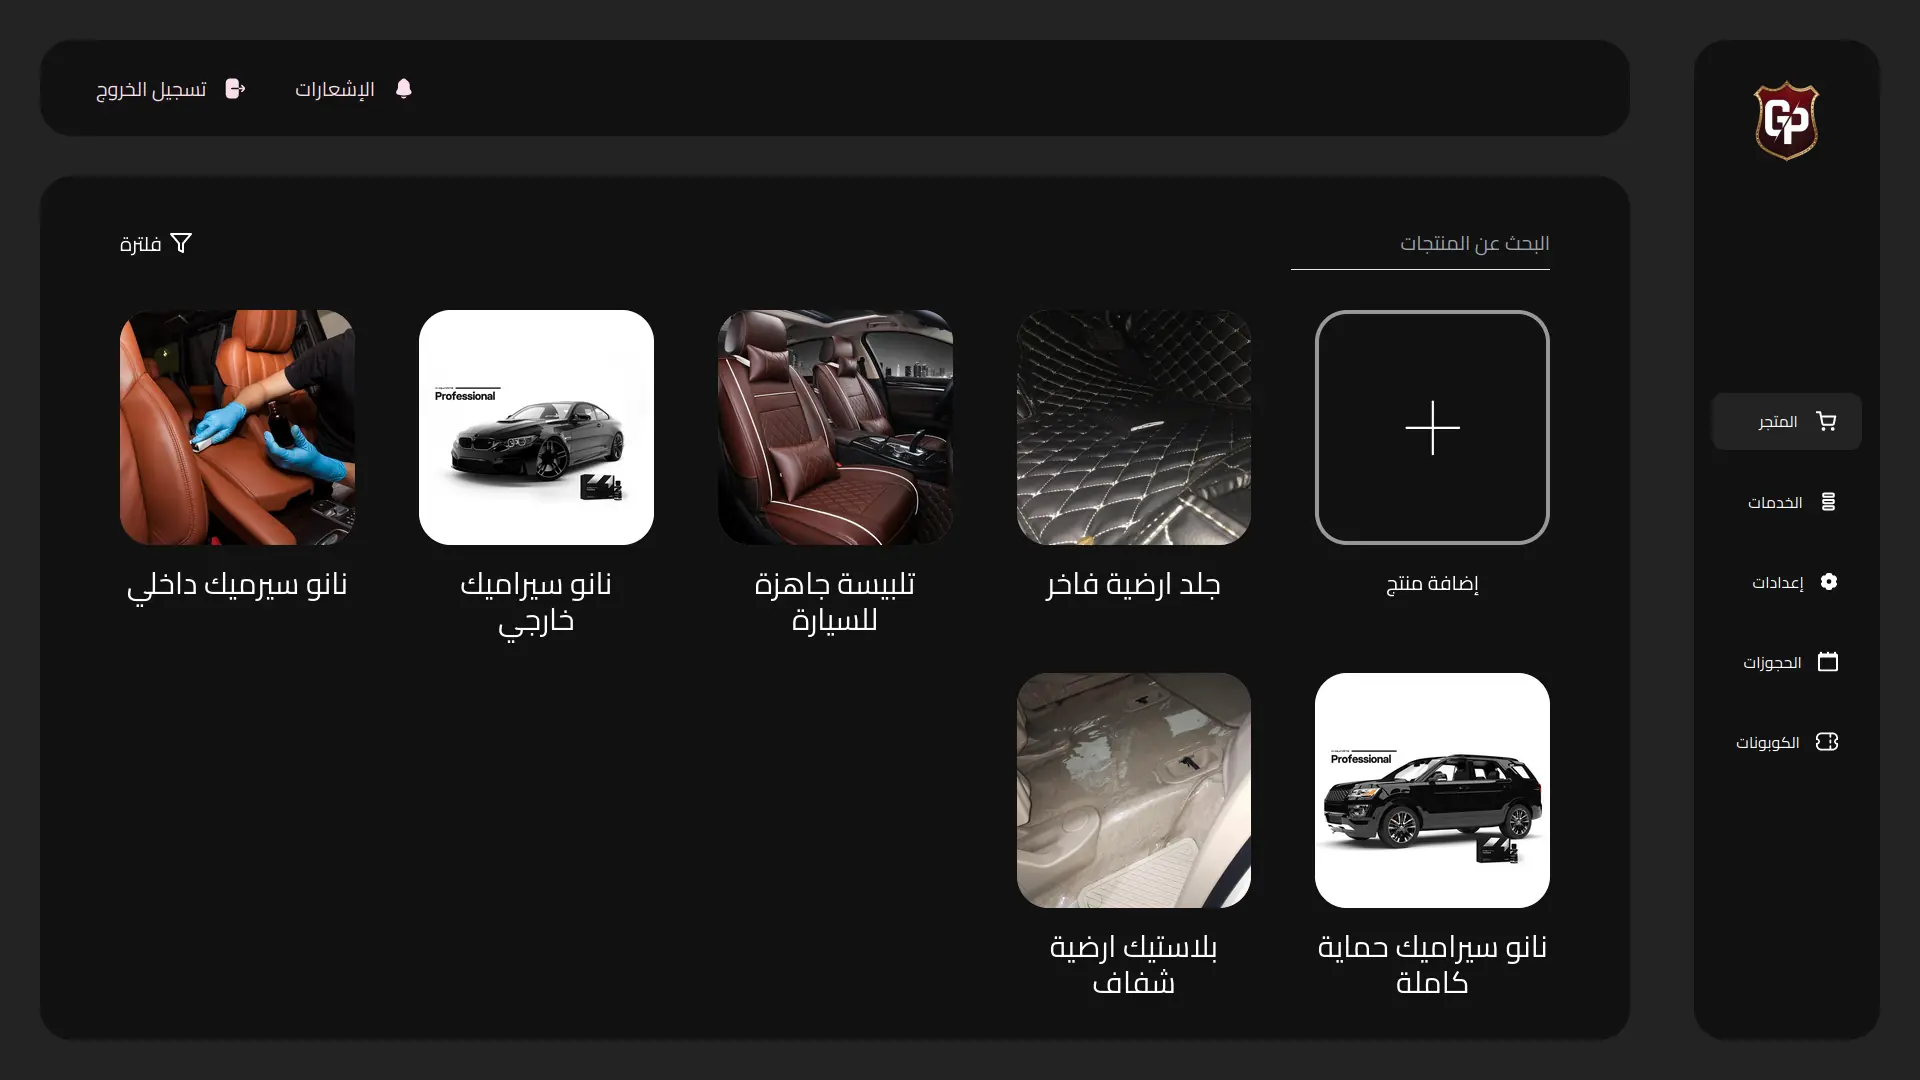 GP
الإشعارات
تسجيل الخروج
البحث عن المنتجات
فلترة
إضافة منتج
جلد ارضية فاخر
تلبيسة جاهزة
للسيارة
Professional
نانو سيراميك
خارجي
نانو سيرميك داخلي
Professional
نانو سيراميك حماية
كاملة
بلاستيك ارضية
شفاف
المتجر
الخدمات
إعدادات
الحجوزات
الكوبونات